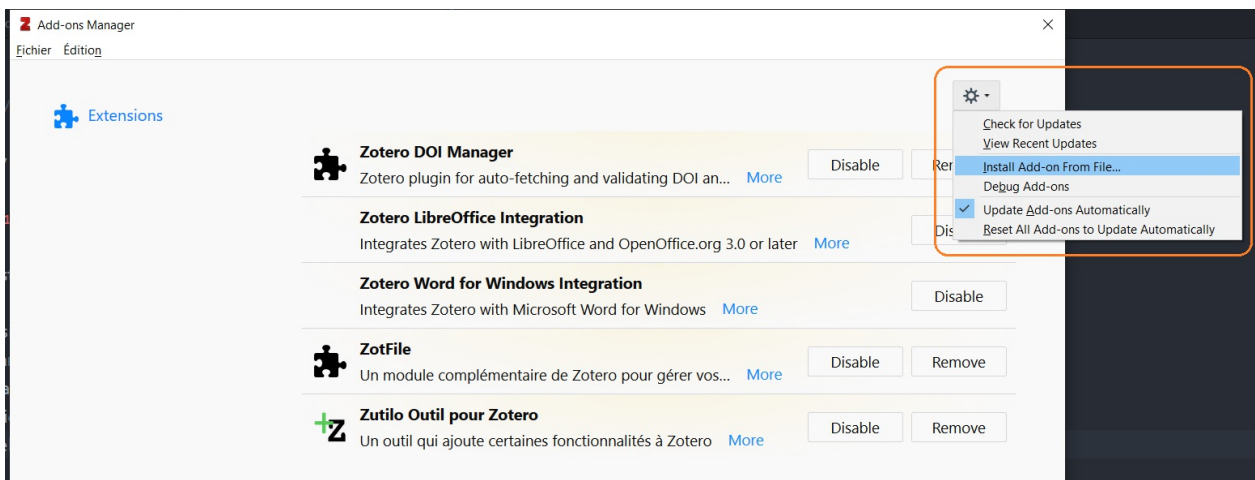 Add-ons Manager
Fichier Édition
Extensions
Check for Updates
View Recent Updates
Install Add-on From File...
Debug Add-ons
Update Add-ons Automatically
Reset All Add-ons to Update Automatically
Zotero DOI Manager
Zotero plugin for auto-fetching and validating DOI an... More
Disable
Zotero LibreOffice Integration
Integrates Zotero with LibreOffice and OpenOffice.org 3.0 or later More
Zotero Word for Windows Integration
Integrates Zotero with Microsoft Word for Windows More
Disable
ZotFile
Un module complémentaire de Zotero pour gérer vos... More
Disable Remove
Zutilo Outil pour Zotero
Un outil qui ajoute certaines fonctionnalités à Zotero More
Disable Remove